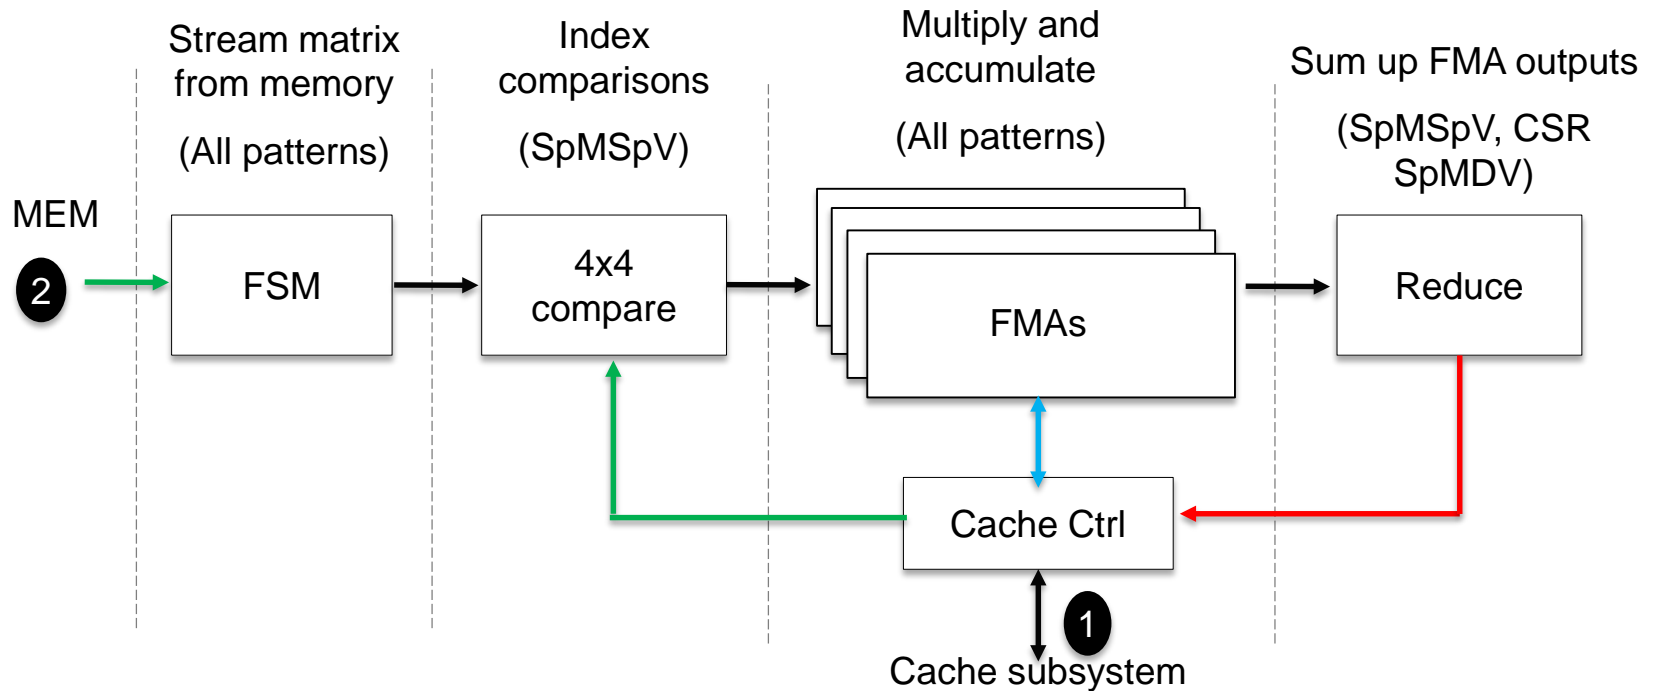 Stream matrix
from memory
(All patterns)
Index
comparisons
(SpMSpV)
Multiply and
accumulate
(All patterns)
Sum up FMA outputs
(SpMSpV, CSR
SpMDV)
MEM
2
FSM
4x4
compare
FMAs
Reduce
Cache Ctrl
1
Cache subsystem